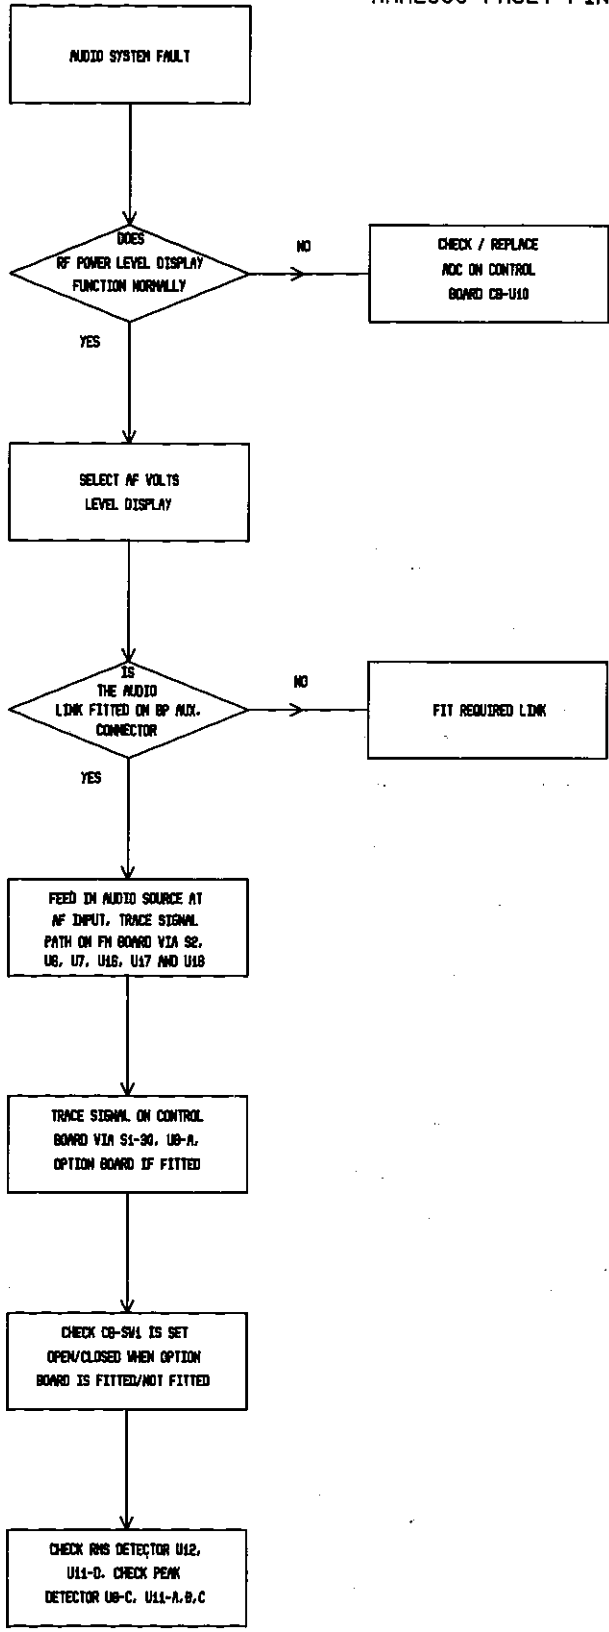 AUDIO SYSTEM FAULT
DOES
RF POWER LEVEL DISPLAY
FUNCTION NORMALLY
NO
CHECK / REPLACE
ADC ON CONTROL
BOARD CB-U10
YES
SELECT AF VOLTS
LEVEL DISPLAY
IS
THE AUDIO
LINK FITTED ON BP AUX.
CONNECTOR
NO
FIT REQUIRED LINK
YES
FEED IN AUDIO SOURCE AT
AF INPUT, TRACE SIGNAL
PATH ON FM BOARD VIA S2,
U7, U16, U17 AND U18
TRACE SIGNAL ON CONTROL
BOARD VIA S1-30,
OPTION BOARD IF FITTED
CHECK CB-SW1 IS SET
OPEN/CLOSED WHEN OPTION
BOARD IS FITTED/NOT FITTED
CHECK RMS DETECTOR U12,
U11-D. CHECK PEAK
DETECTOR U11-A,B,C